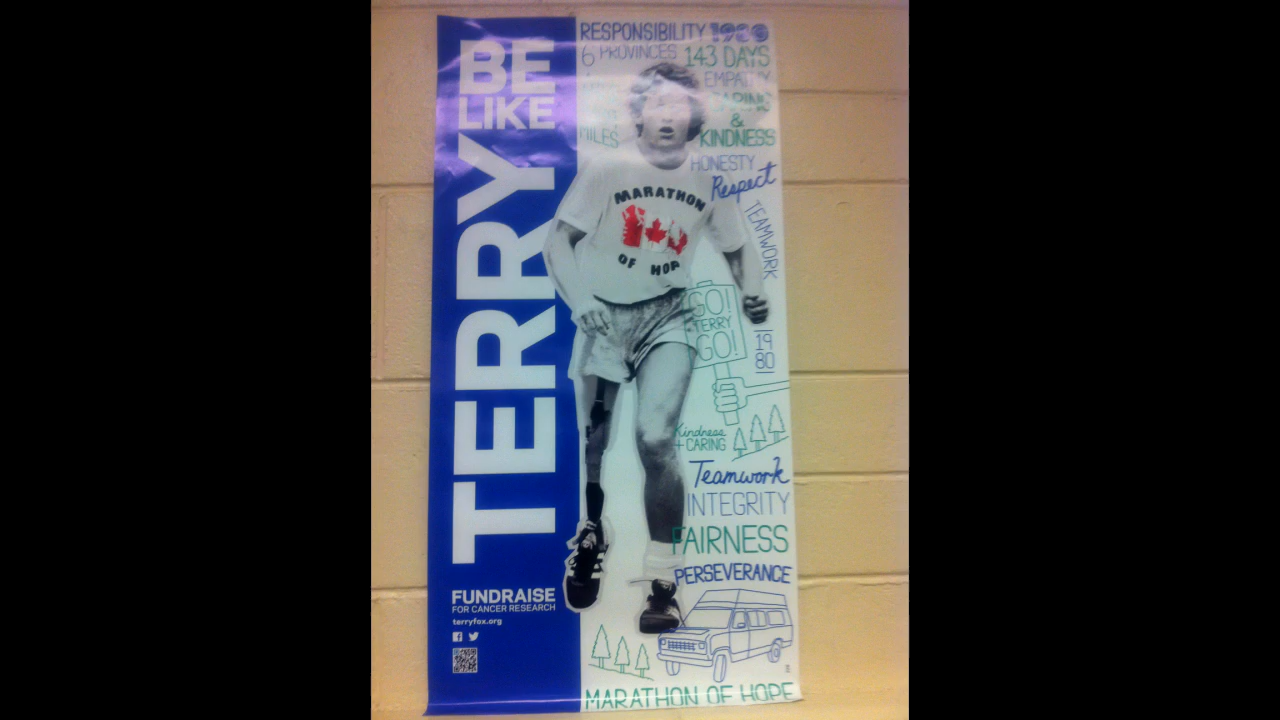 BE
LIKE
TERRY
FUNDRAISE
FOR CANCER RESEARCH
terryfox.org
RESPONSIBILITY 1980
6 PROVINCES 143 DAYS
EMPATHY
CARING
&
KINDNESS
MILES
HONESTY
Respect
TEAMWORK
MARATHON
OF HOP
GO!
TERRY
GO!
19
80
Kindness
+ CARING
Teamwork
INTEGRITY
FAIRNESS
PERSEVERANCE
MARATHON OF HOPE